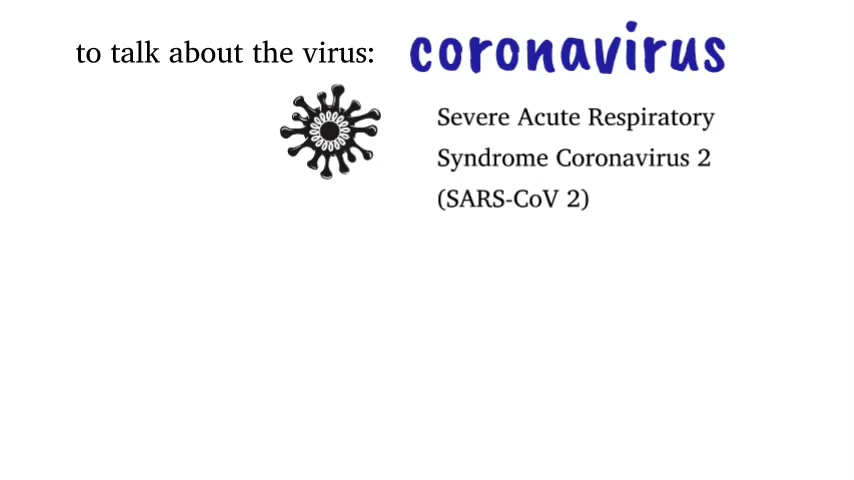 to talk about the virus: coronavirus
Severe Acute Respiratory
Syndrome Coronavirus 2
(SARS-CoV 2)